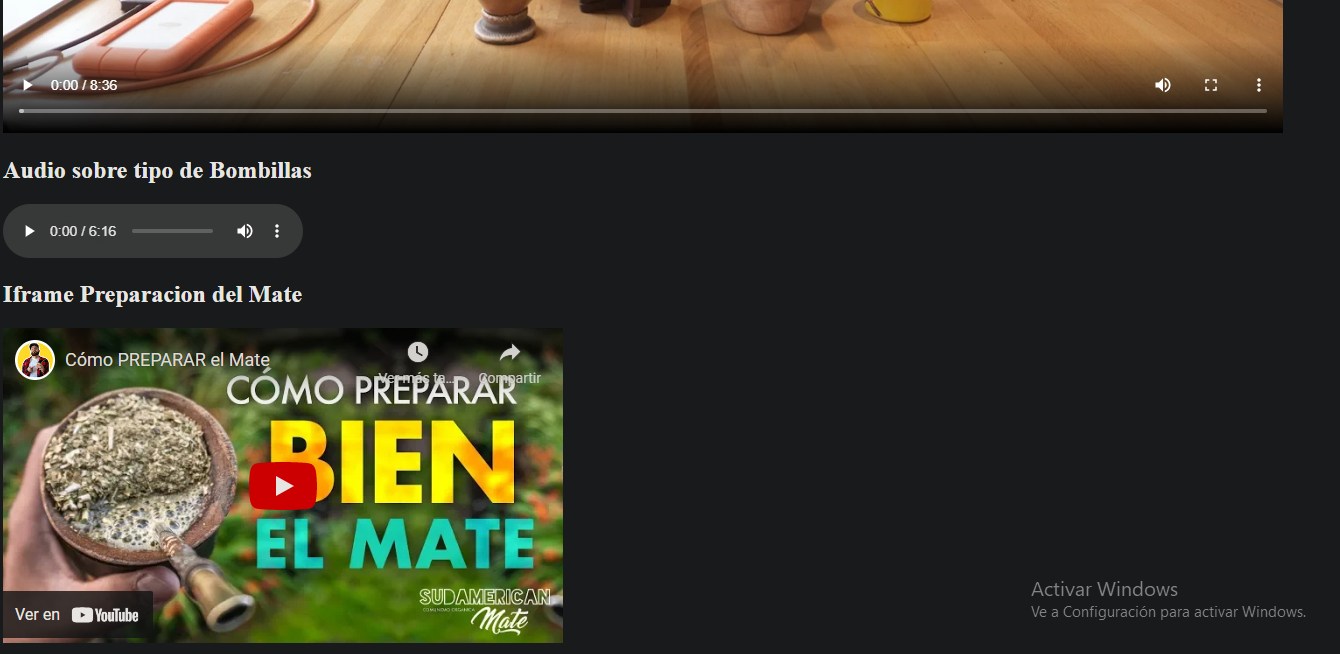 0:00 / 8:36
Audio sobre tipo de Bombillas
0:00 / 6:16
Iframe Preparacion del Mate
Cómo PREPARAR el Mate
Ver más ta...
Compartir
CÓMO PREPARAR
BIEN
EL MATE
SUDAMERICAN
COMUNIDAD ORGANICA
Mate
Ver en YouTube
Activar Windows
Ve a Configuración para activar Windows.